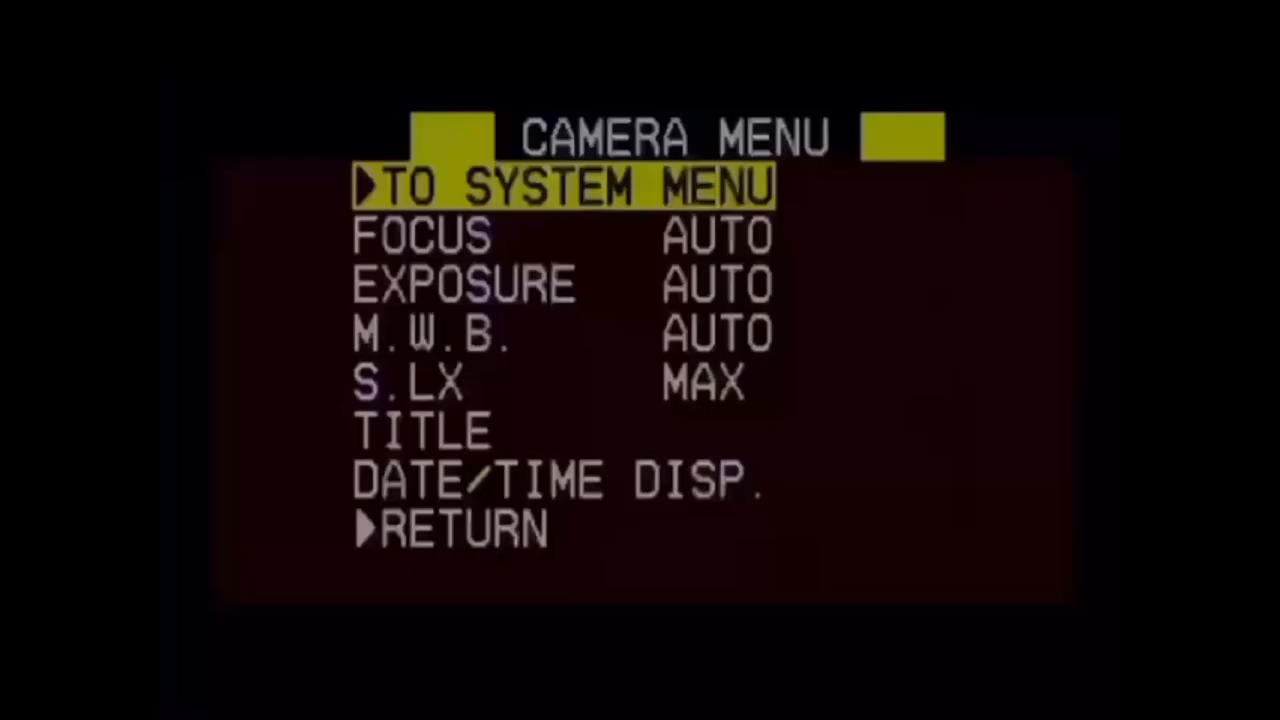 CAMERA MENU
▶TO SYSTEM MENU
FOCUS AUTO
EXPOSURE AUTO
M.W.B. AUTO
S.LX MAX
TITLE
DATE/TIME DISP.
▶RETURN